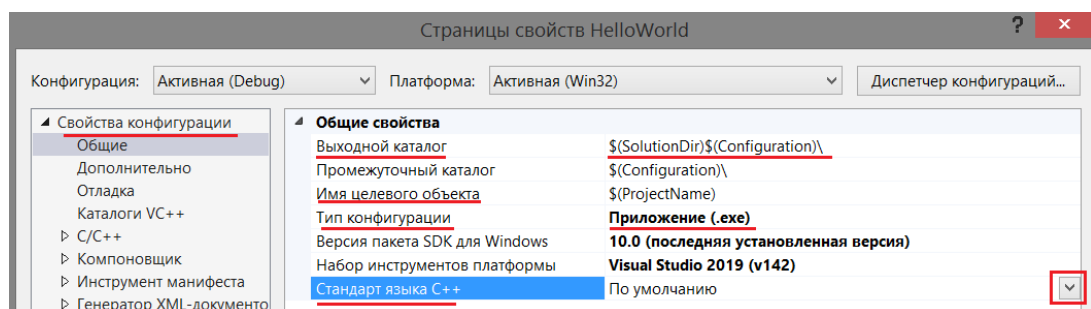 Страницы свойств HelloWorld ? ×
Конфигурация: Активная (Debug) Платформа: Активная (Win32) Диспетчер конфигураций...
Свойства конфигурации
Общие
Дополнительно
Отладка
Каталоги VC++
C/C++
Компоновщик
Инструмент манифеста
Генератор XML-документо
Общие свойства
Выходной каталог $(SolutionDir)$(Configuration)\
Промежуточный каталог $(Configuration)\
Имя целевого объекта $(ProjectName)
Тип конфигурации Приложение (.exe)
Версия пакета SDK для Windows 10.0 (последняя установленная версия)
Набор инструментов платформы Visual Studio 2019 (v142)
Стандарт языка C++ По умолчанию